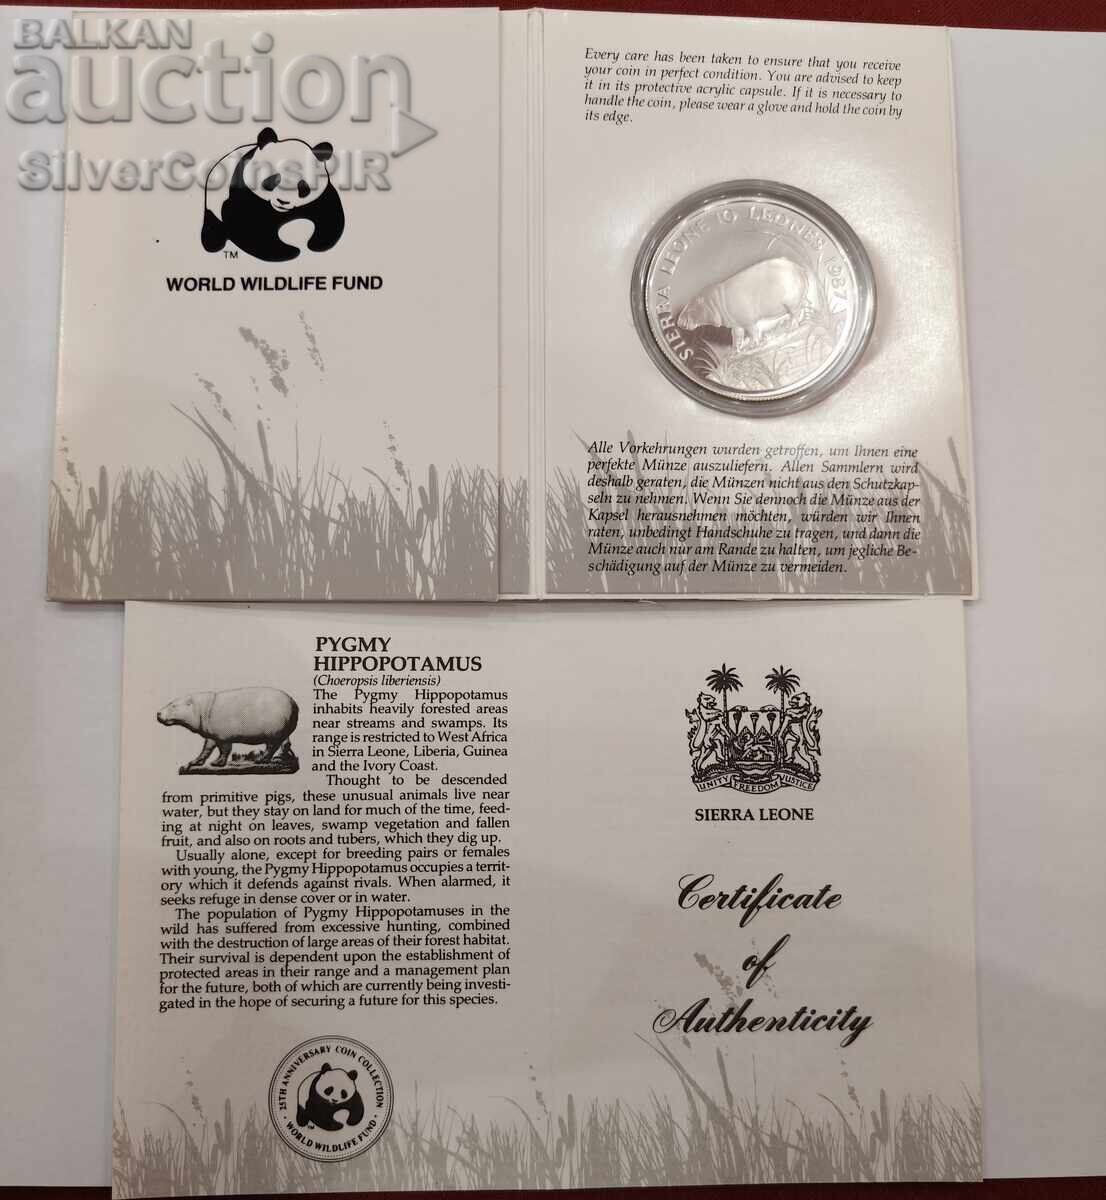 BALKAN
auction
SilverCoinsPIR
TM
WORLD WILDLIFE FUND
Every care has been taken to ensure that you receive
your coin in perfect condition. You are advised to keep
it in its protective acrylic capsule. If it is necessary to
handle the coin, please wear a glove and hold the coin by
its edge.
SIERRA LEONE 10 LEONES 1987
Alle Vorkehrungen wurden getroffen, um Ihnen eine
perfekte Münze auszuliefern. Allen Sammlern wird
deshalb geraten, die Münzen nicht aus den Schutzkap-
seln zu nehmen. Wenn Sie dennoch die Münze aus der
Kapsel herausnehmen möchten, würden wir Ihnen
raten, unbedingt Handschuhe zu tragen, und dann die
Münze auch nur am Rande zu halten, um jegliche Be-
schädigung auf der Münze zu vermeiden.
PYGMY
HIPPOPOTAMUS
(Choeropsis liberiensis)
The Pygmy Hippopotamus
inhabits heavily forested areas
near streams and swamps. Its
range is restricted to West Africa
in Sierra Leone, Liberia, Guinea
and the Ivory Coast.
Thought to be descended
from primitive pigs, these unusual animals live near
water, but they stay on land for much of the time, feed-
ing at night on leaves, swamp vegetation and fallen
fruit, and also on roots and tubers, which they dig up.
Usually alone, except for breeding pairs or females
with young, the Pygmy Hippopotamus occupies a territ-
ory which it defends against rivals. When alarmed, it
seeks refuge in dense cover or in water.
The population of Pygmy Hippopotamuses in the
wild has suffered from excessive hunting, combined
with the destruction of large areas of their forest habitat.
Their survival is dependent upon the establishment of
protected areas in their range and a management plan
for the future, both of which are currently being investi-
gated in the hope of securing a future for this species.
25TH ANNIVERSARY COIN COLLECTION
WORLD WILDLIFE FUND
UNITY FREEDOM JUSTICE
SIERRA LEONE
Certificate
of
Authenticity